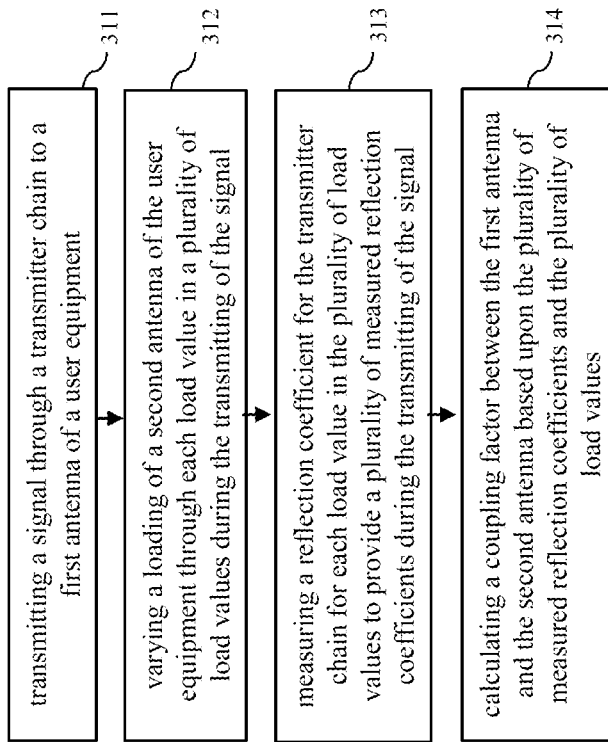 transmitting a signal through a transmitter chain to a
first antenna of a user equipment
311
varying a loading of a second antenna of the user
equipment through each load value in a plurality of
load values during the transmitting of the signal
312
measuring a reflection coefficient for the transmitter
chain for each load value in the plurality of load
values to provide a plurality of measured reflection
coefficients during the transmitting of the signal
313
calculating a coupling factor between the first antenna
and the second antenna based upon the plurality of
measured reflection coefficients and the plurality of
load values
314